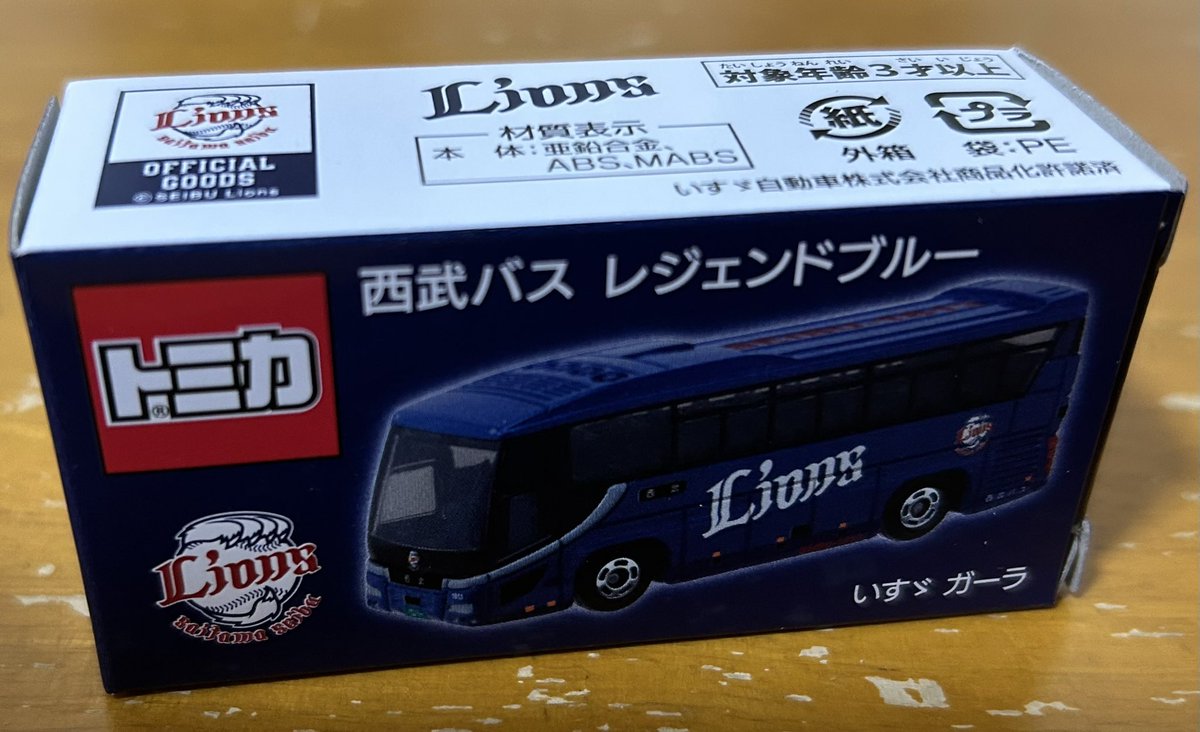 Lions
saitama seibu
OFFICIAL
GOODS
©SEIBU Lions
Lions
材質表示
本 体:亜鉛合金、
ABS、MABS
たいしょうねんれい さいいじょう
対象年齢3才以上
紙
外箱
プラ
袋:PE
いすゞ自動車株式会社商品化許諾済
西武バス レジェンドブルー
トミカ®
Lions
Lions
saitama seibu
いすゞ ガーラ